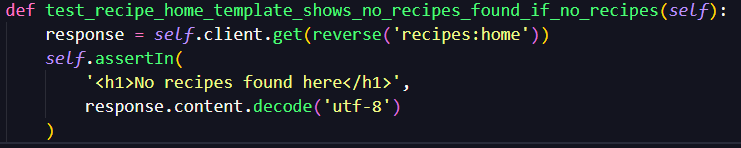 def test_recipe_home_template_shows_no_recipes_found_if_no_recipes(self):
    response = self.client.get(reverse('recipes:home'))
    self.assertIn(
        '<h1>No recipes found here</h1>',
        response.content.decode('utf-8')
    )